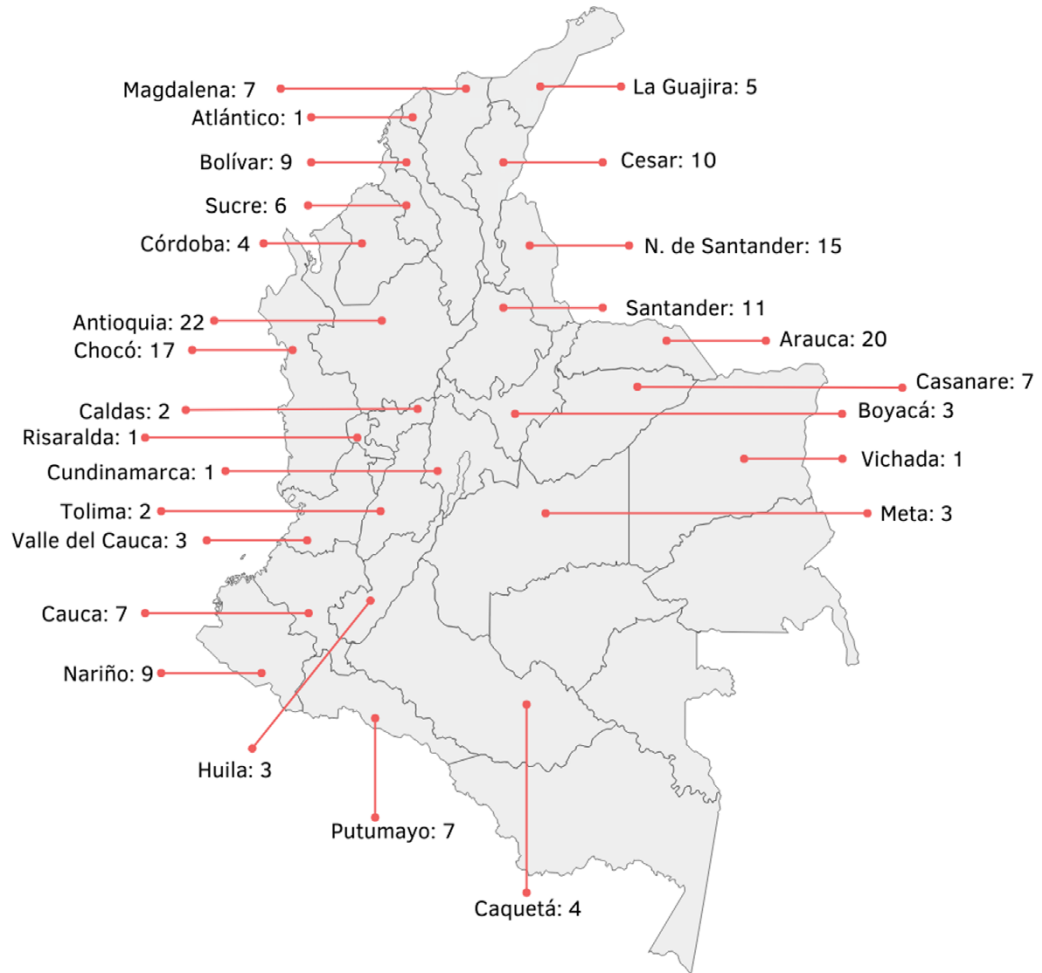 Magdalena: 7
La Guajira: 5
Atlántico: 1
Bolívar: 9
Cesar: 10
Sucre: 6
Córdoba: 4
N. de Santander: 15
Santander: 11
Antioquia: 22
Arauca: 20
Chocó: 17
Casanare: 7
Caldas: 2
Boyacá: 3
Risaralda: 1
Vichada: 1
Cundinamarca: 1
Tolima: 2
Meta: 3
Valle del Cauca: 3
Cauca: 7
Nariño: 9
Huila: 3
Putumayo: 7
Caquetá: 4